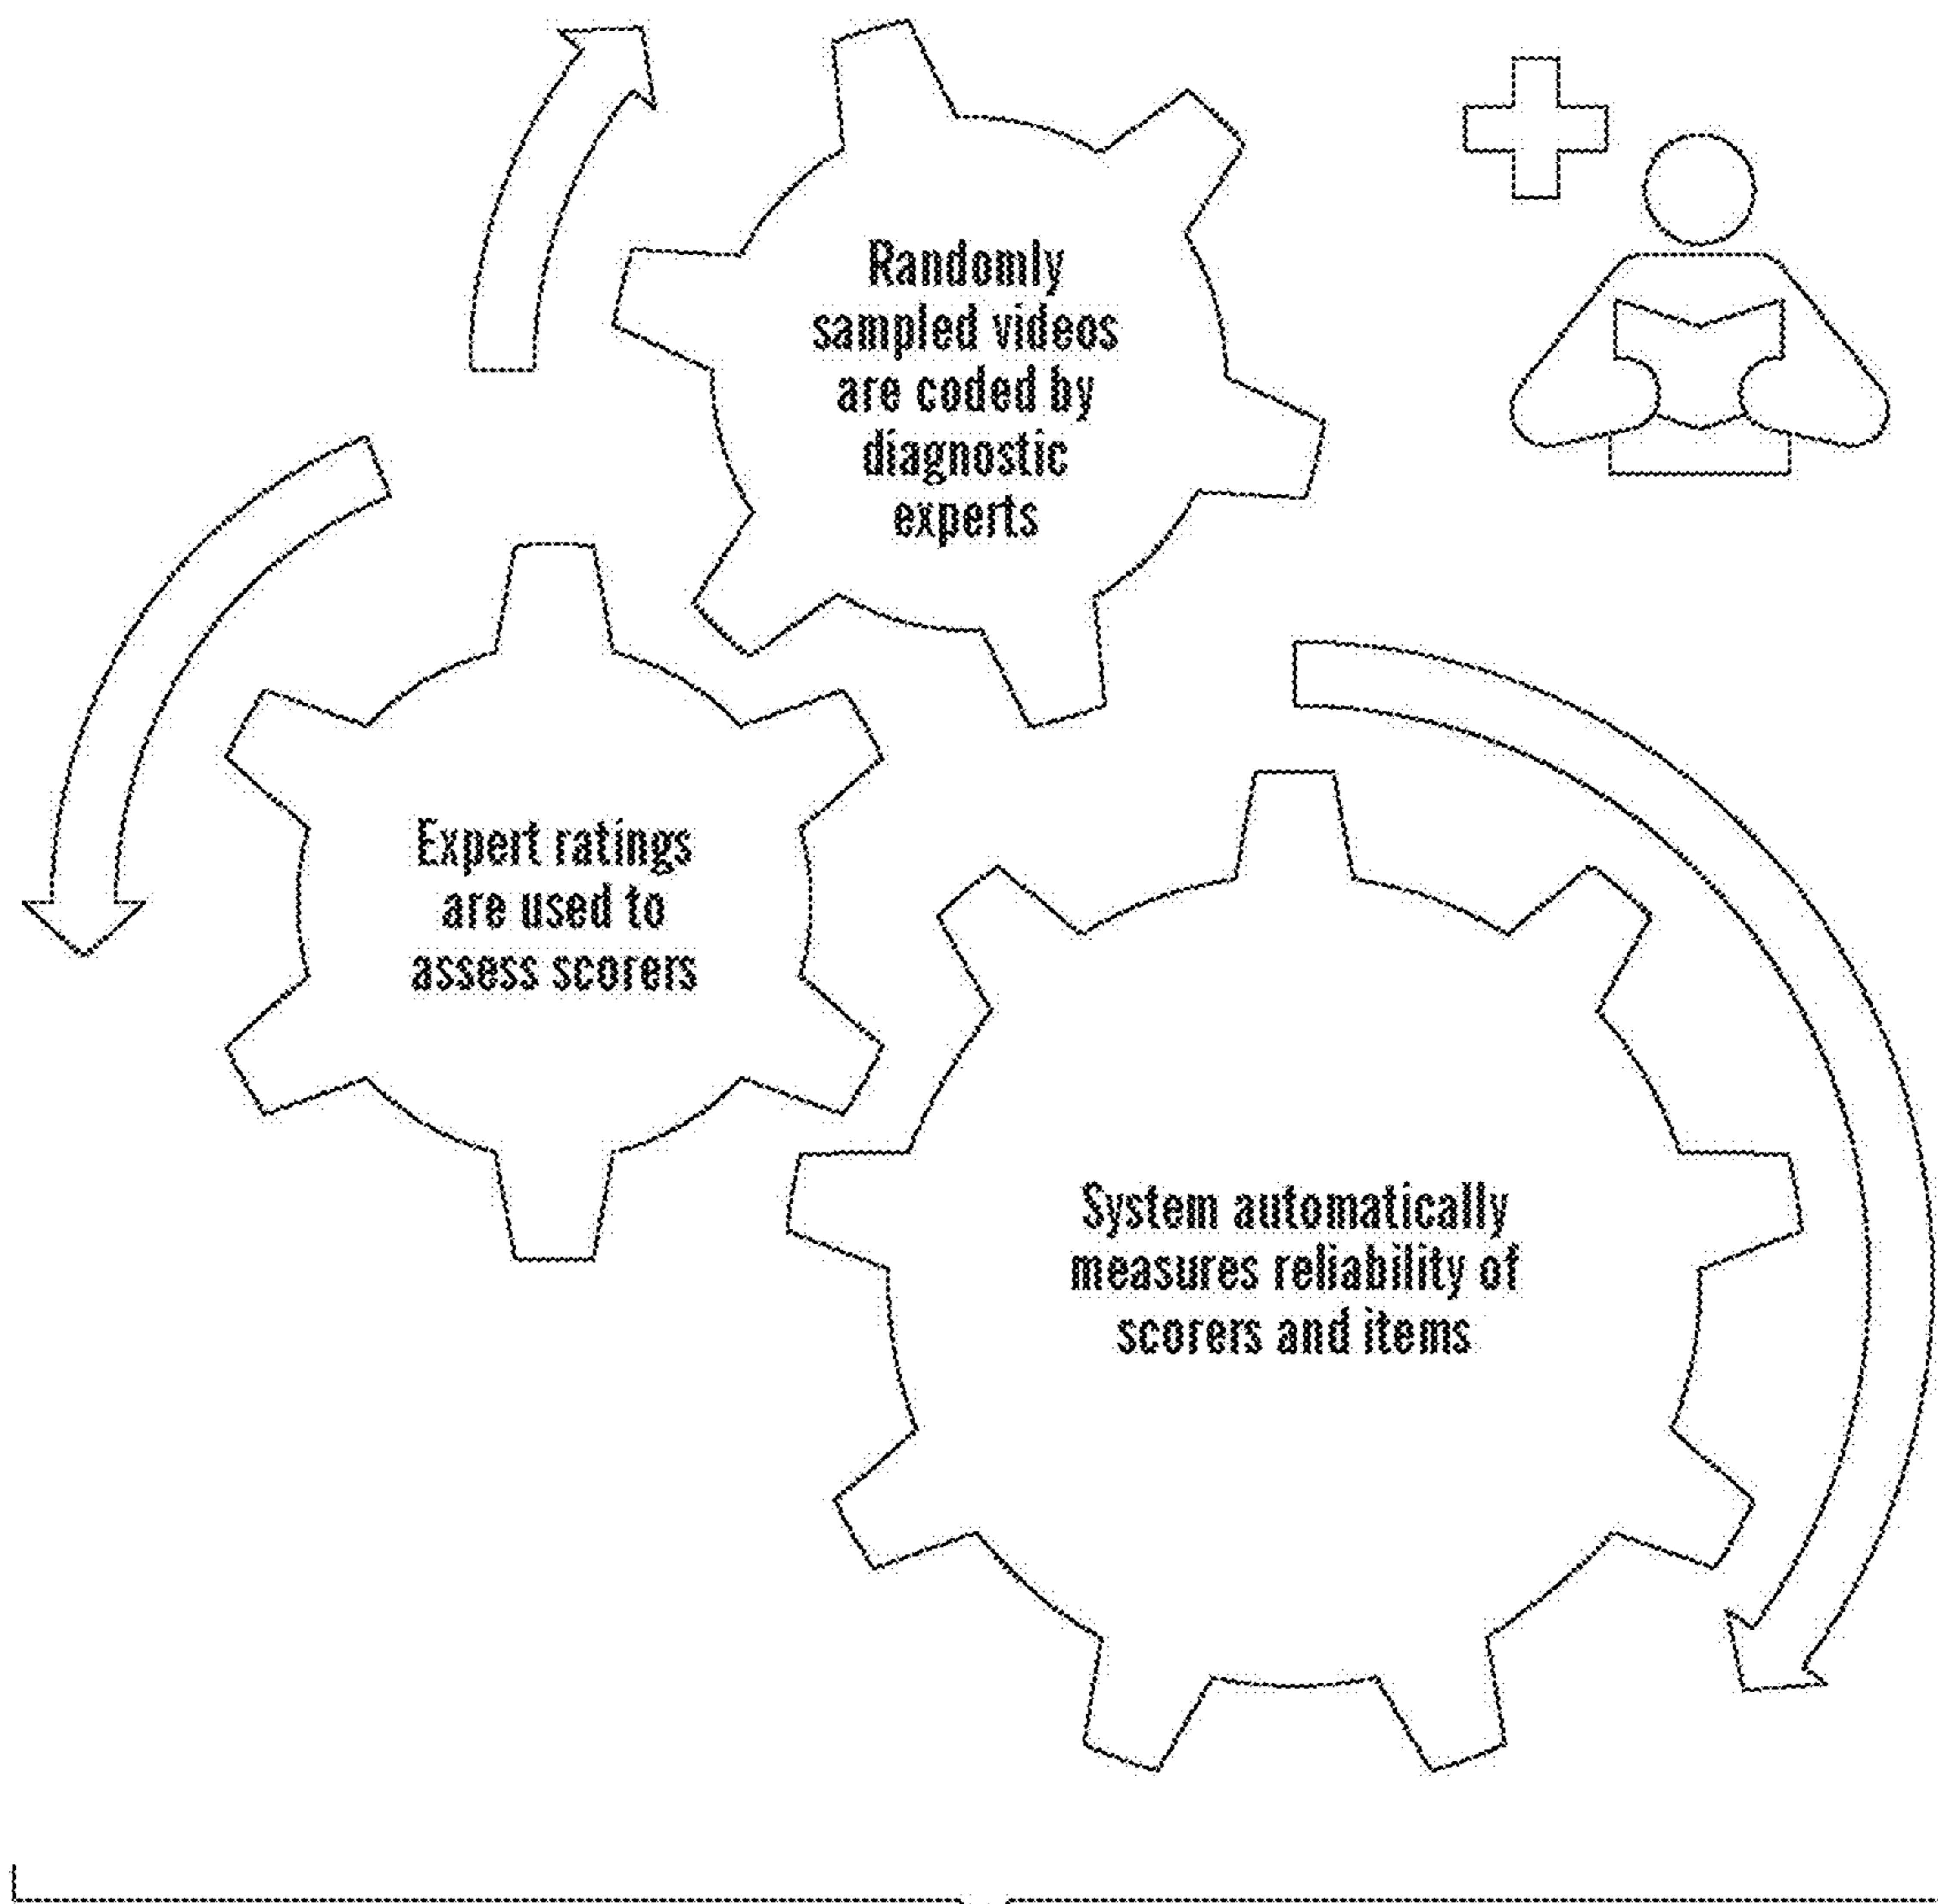 Randomly
sampled videos
are coded by
diagnostic
experts
Expert ratings
are used to
assess scorers
System automatically
measures reliability of
scorers and items